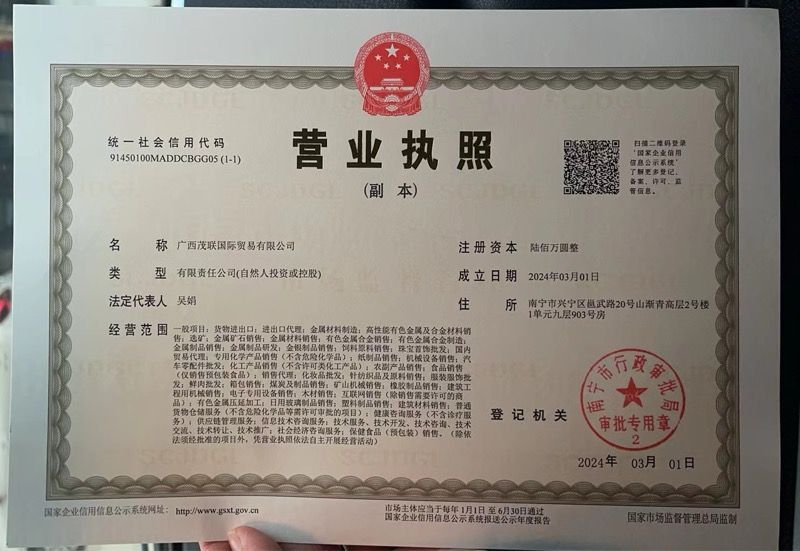 统一社会信用代码
91450100MADDCBGG05 (1-1)
营业执照
(副 本)
扫描二维码登录
'国家企业信用
信息公示系统'
了解更多登记、
备案、许可、监
管信息。
名 称 广西茂联国际贸易有限公司
类 型 有限责任公司(自然人投资或控股)
法定代表人 吴娟
经营范围 一般项目：货物进出口；进出口代理；金属材料制造；高性能有色金属及合金材料销
售；选矿；金属矿石销售；金属材料销售；有色金属合金销售；有色金属合金制造；
金属制品销售；金属制品研发；金银制品销售；饲料原料销售；珠宝首饰批发；国内
贸易代理；专用化学产品销售（不含危险化学品）；纸制品销售；机械设备销售；汽
车零配件批发；化工产品销售（不含许可类化工产品）；农副产品销售；食品销售
（仅销售预包装食品）；销售代理；化妆品批发；针纺织品及原料销售；服装服饰批
发；鲜肉批发；箱包销售；煤炭及制品销售；矿山机械销售；橡胶制品销售；建筑工
程用机械销售；电子专用设备销售；木材销售；互联网销售（除销售需要许可的商
品）；有色金属压延加工；日用玻璃制品销售；塑料制品销售；建筑材料销售；普通
货物仓储服务（不含危险化学品等需许可审批的项目）；健康咨询服务（不含诊疗服
务）；供应链管理服务；信息技术咨询服务；技术服务、技术开发、技术咨询、技术
交流、技术转让、技术推广；社会经济咨询服务；保健食品（预包装）销售。（除依
法须经批准的项目外，凭营业执照依法自主开展经营活动）
注册资本 陆佰万圆整
成立日期 2024年03月01日
住 所 南宁市兴宁区邕武路20号山渐青高层2号楼
1单元九层903号房
登记机关
南宁市行政审批局
审批专用章
2
2024年 03月 01日
国家企业信用信息公示系统网址： http://www.gsxt.gov.cn
市场主体应当于每年 1月1日 至 6月30日通过
国家企业信用信息公示系统报送公示年度报告
国家市场监督管理总局监制